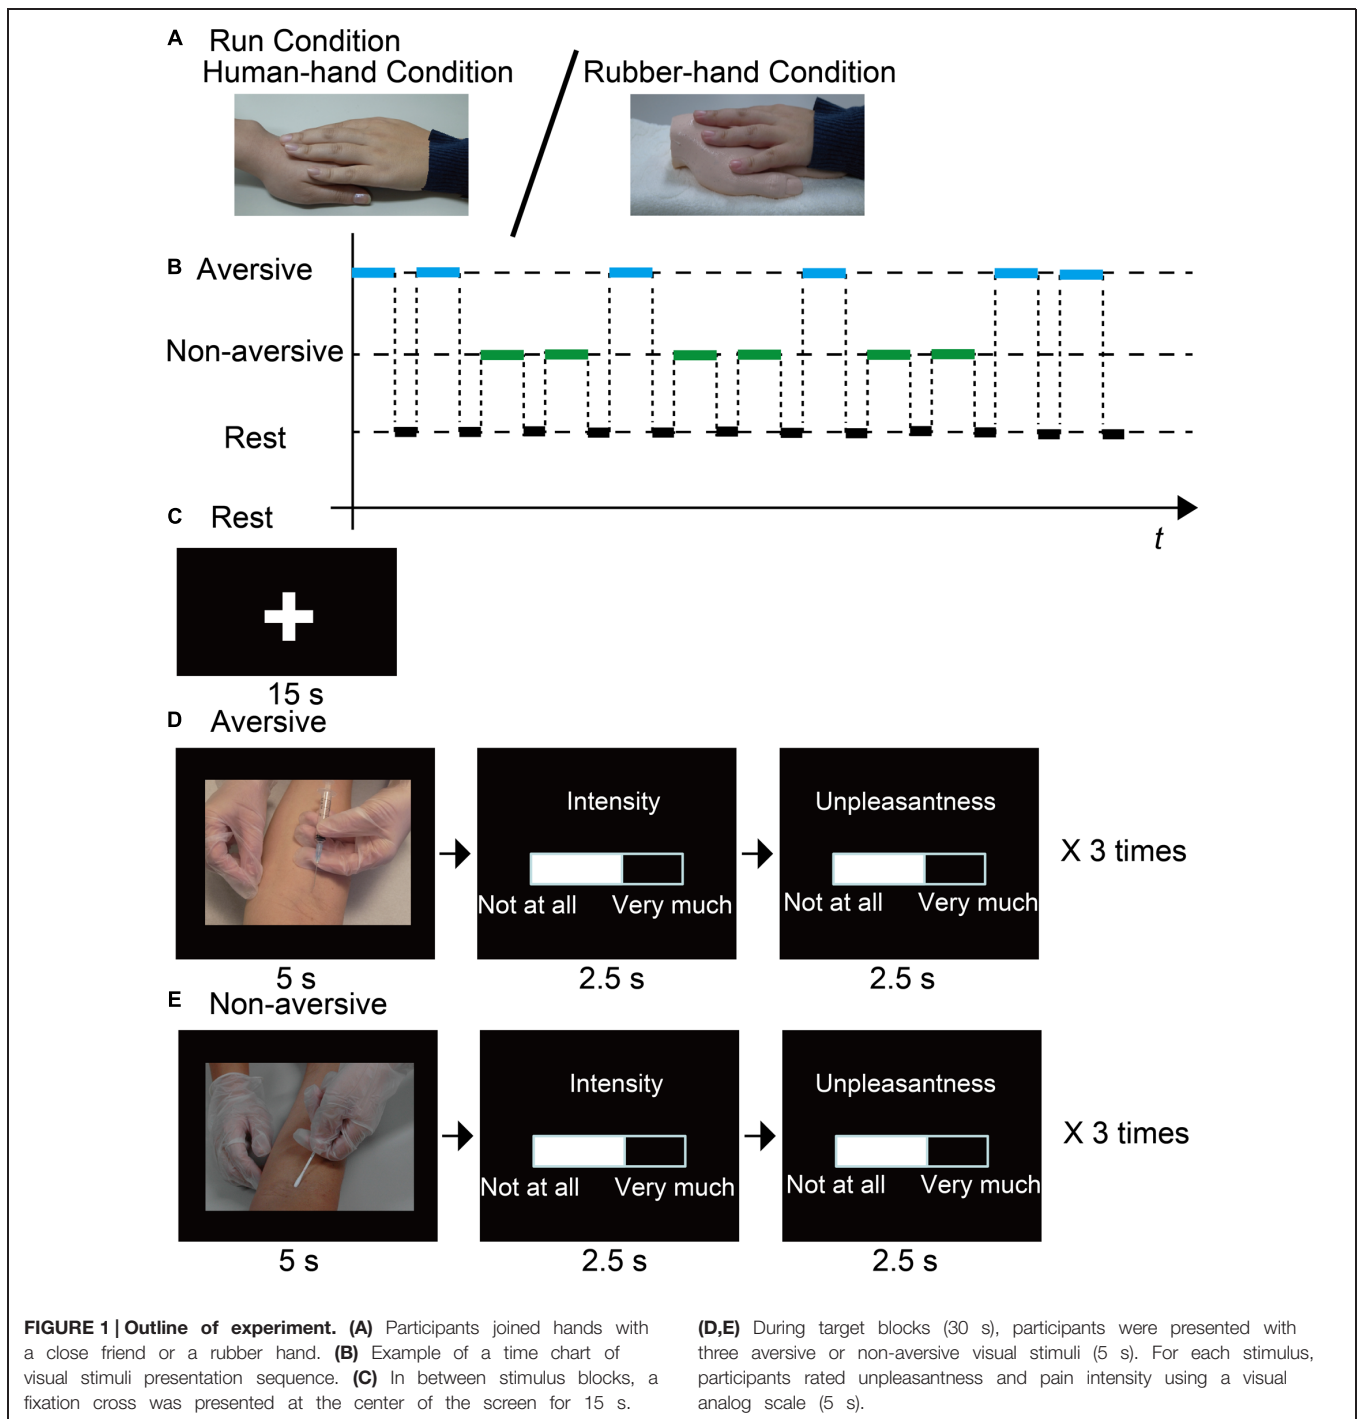 A Run Condition
Human-hand Condition
Rubber-hand Condition
B Aversive
Non-aversive
Rest
t
C Rest
15 s
D Aversive
Intensity
Not at all Very much
Unpleasantness
Not at all Very much
X 3 times
5 s 2.5 s 2.5 s
E Non-aversive
Intensity
Not at all Very much
Unpleasantness
Not at all Very much
X 3 times
5 s 2.5 s 2.5 s
FIGURE 1 | Outline of experiment. (A) Participants joined hands with
a close friend or a rubber hand. (B) Example of a time chart of
visual stimuli presentation sequence. (C) In between stimulus blocks, a
fixation cross was presented at the center of the screen for 15 s.
(D,E) During target blocks (30 s), participants were presented with
three aversive or non-aversive visual stimuli (5 s). For each stimulus,
participants rated unpleasantness and pain intensity using a visual
analog scale (5 s).